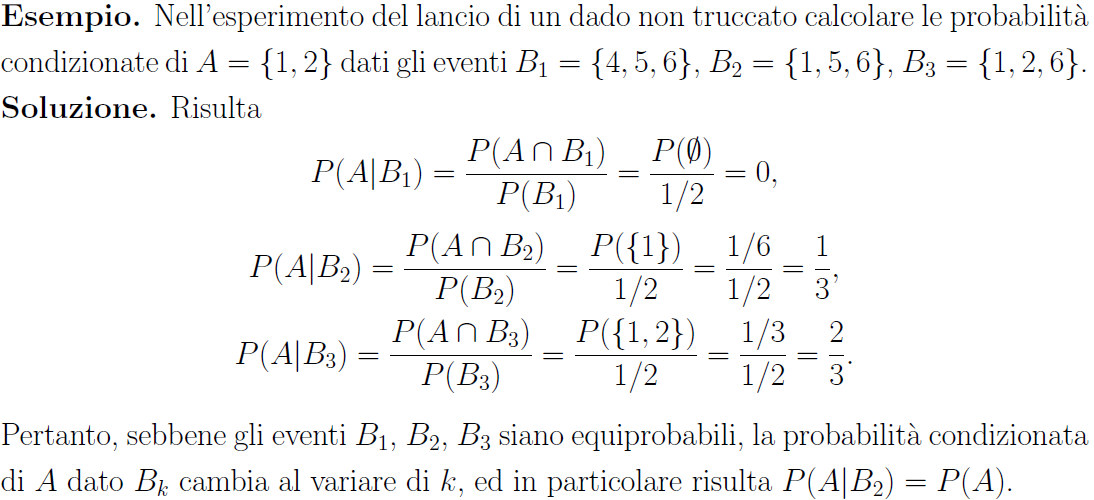 Esempio. Nell'esperimento del lancio di un dado non truccato calcolare le probabilità
condizionate di A = {1, 2} dati gli eventi B₁ = {4, 5, 6}, B₂ = {1, 5, 6}, B₃ = {1, 2, 6}.
Soluzione. Risulta
P(A|B₁) = P(A ∩ B₁)/P(B₁) = P(∅)/(1/2) = 0,
P(A|B₂) = P(A ∩ B₂)/P(B₂) = P({1})/(1/2) = (1/6)/(1/2) = 1/3,
P(A|B₃) = P(A ∩ B₃)/P(B₃) = P({1, 2})/(1/2) = (1/3)/(1/2) = 2/3.
Pertanto, sebbene gli eventi B₁, B₂, B₃ siano equiprobabili, la probabilità condizionata
di A dato Bₖ cambia al variare di k, ed in particolare risulta P(A|B₂) = P(A).